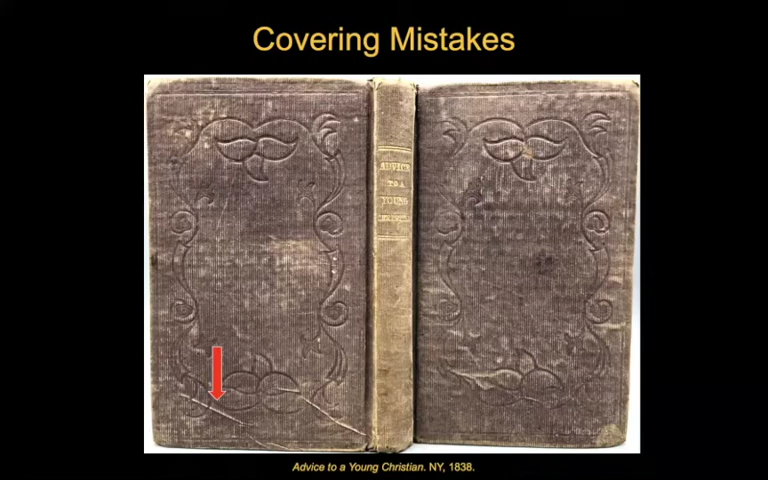 Covering Mistakes
ADVICE
TO A
YOUNG
Advice to a Young Christian. NY, 1838.